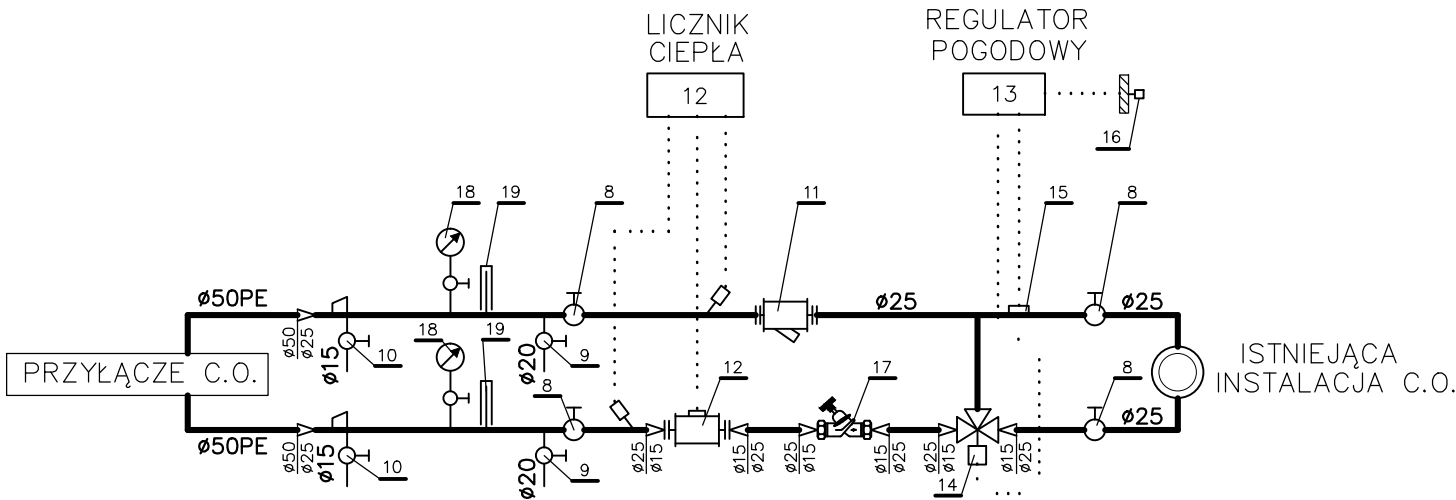 LICZNIK
CIEPŁA
12
REGULATOR
POGODOWY
13
16
18
19
8
11
15
8
Ø50PE
Ø50
Ø25
Ø15
10
18
19
Ø20
9
Ø25
Ø25
PRZYŁĄCZE C.O.
8
12
17
8
ISTNIEJĄCA
INSTALACJA C.O.
Ø50PE
Ø50
Ø25
Ø15
10
Ø20
9
Ø25
Ø15
Ø15
Ø25
Ø25
Ø15
Ø15
Ø25
Ø25
Ø15
14
Ø15
Ø25
Ø25